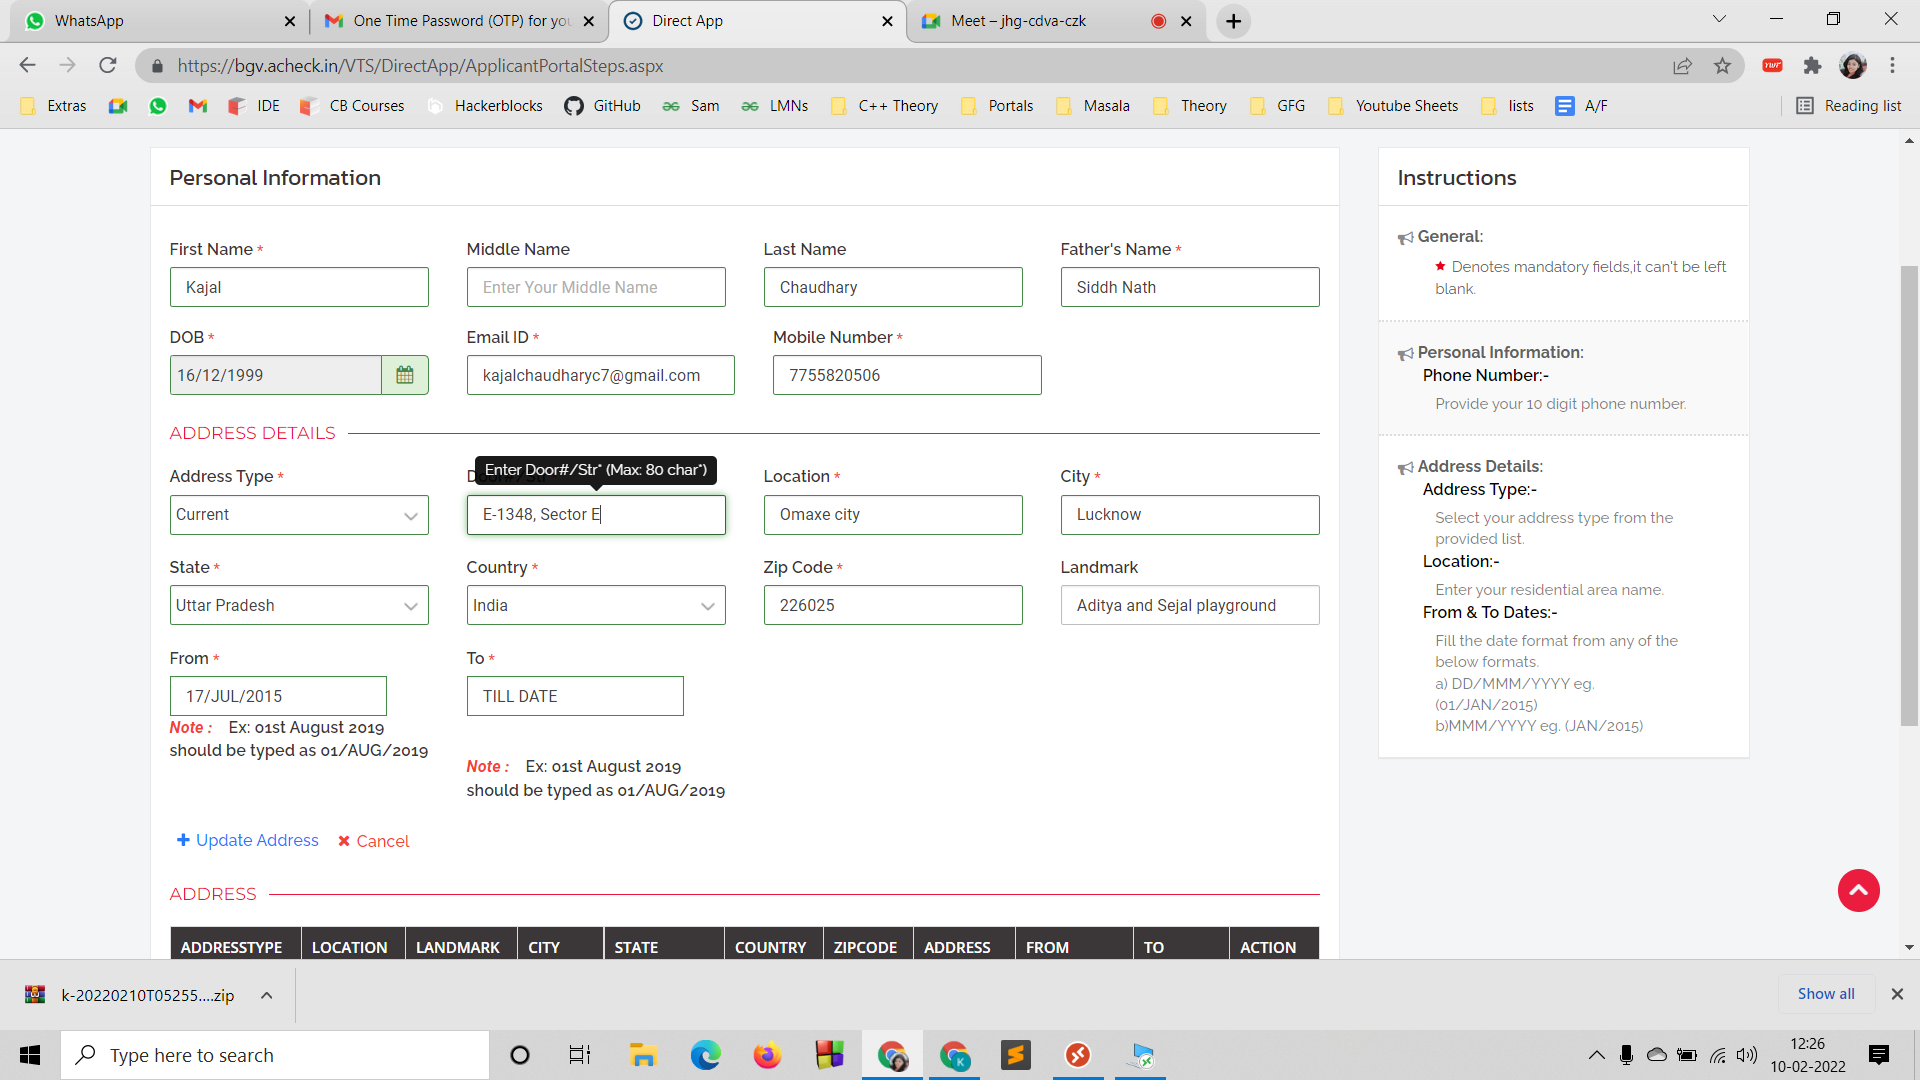 WhatsApp
One Time Password (OTP) for you
Direct App
Meet – jhg-cdva-czk
https://bgv.acheck.in/VTS/DirectApp/ApplicantPortalSteps.aspx
Extras IDE CB Courses Hackerblocks GitHub Sam LMNs C++ Theory Portals Masala Theory GFG Youtube Sheets lists A/F Reading list
Personal Information
First Name * Middle Name Last Name Father's Name *
Kajal Enter Your Middle Name Chaudhary Siddh Nath
DOB * Email ID * Mobile Number *
16/12/1999 kajalchaudharyc7@gmail.com 7755820506
ADDRESS DETAILS
Enter Door#/Str* (Max: 80 char*)
Address Type * Location * City *
Current E-1348, Sector E Omaxe city Lucknow
State * Country * Zip Code * Landmark
Uttar Pradesh India 226025 Aditya and Sejal playground
From * To *
17/JUL/2015 TILL DATE
Note : Ex: 01st August 2019
should be typed as 01/AUG/2019
Note : Ex: 01st August 2019
should be typed as 01/AUG/2019
Update Address Cancel
ADDRESS
ADDRESSTYPE LOCATION LANDMARK CITY STATE COUNTRY ZIPCODE ADDRESS FROM TO ACTION
Instructions
General:
Denotes mandatory fields,it can't be left
blank.
Personal Information:
Phone Number:-
Provide your 10 digit phone number.
Address Details:
Address Type:-
Select your address type from the
provided list.
Location:-
Enter your residential area name.
From & To Dates:-
Fill the date format from any of the
below formats.
a) DD/MMM/YYYY eg.
(01/JAN/2015)
b)MMM/YYYY eg. (JAN/2015)
k-20220210T05255....zip
Show all
Type here to search
12:26
10-02-2022